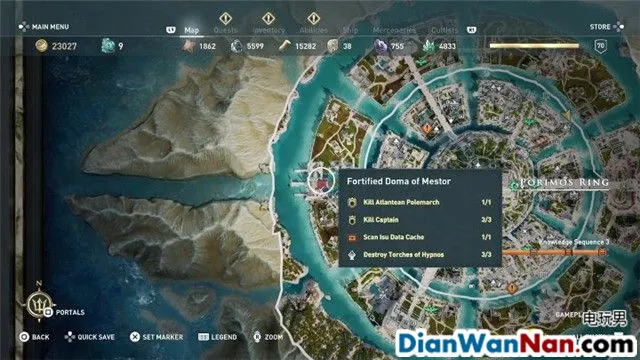 MAIN MENU
STORE
L1 Map Quests Inventory Abilities Ship Mercenaries Cultists R1
23027 9 1862 5599 15282 38 755 4833 70
Fortified Doma of Mestor
Kill Atlantean Polemarch 1/1
Kill Captain 3/3
Scan Isu Data Cache 1/1
Destroy Torches of Hypnos 3/3
PORIMOS RING
Knowledge Sequence 3
N
PORTALS
BACK QUICK SAVE SET MARKER LEGEND ZOOM
电玩男
DianWanNan.com